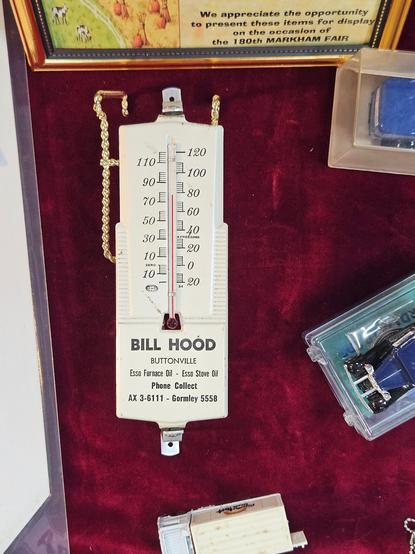 We appreciate the opportunity
to present these items for display
on the occasion of
the 180th MARKHAM FAIR
120
110
100
90
80
70
60
50
40
FREEZING
30
20
10
0
ZERO
10
20
BILL HOOD
BUTTONVILLE
Esso Furnace Oil - Esso Stove Oil
Phone Collect
AX 3-6111 - Gormley 5558